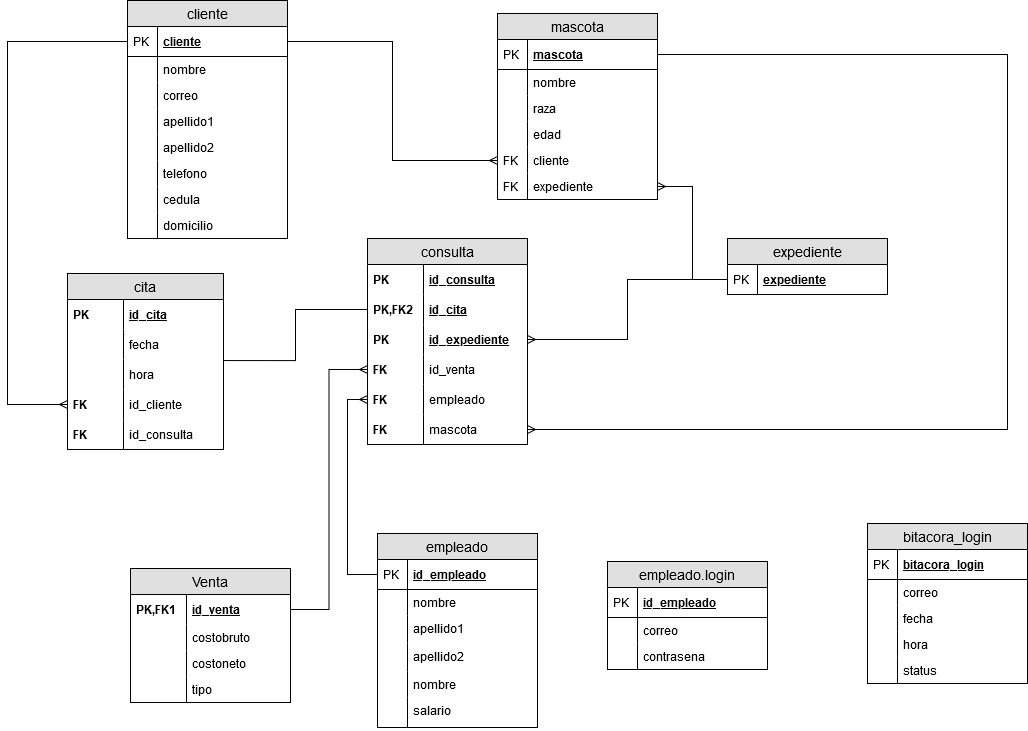 cliente
PK cliente
nombre
correo
apellido1
apellido2
telefono
cedula
domicilio
mascota
PK mascota
nombre
raza
edad
FK cliente
FK expediente
expediente
PK expediente
consulta
PK id_consulta
PK,FK2 id_cita
PK id_expediente
FK id_venta
FK empleado
FK mascota
cita
PK id_cita
fecha
hora
FK id_cliente
FK id_consulta
Venta
PK,FK1 id_venta
costobruto
costoneto
tipo
empleado
PK id_empleado
nombre
apellido1
apellido2
nombre
salario
empleado.login
PK id_empleado
correo
contrasena
bitacora_login
PK bitacora_login
correo
fecha
hora
status